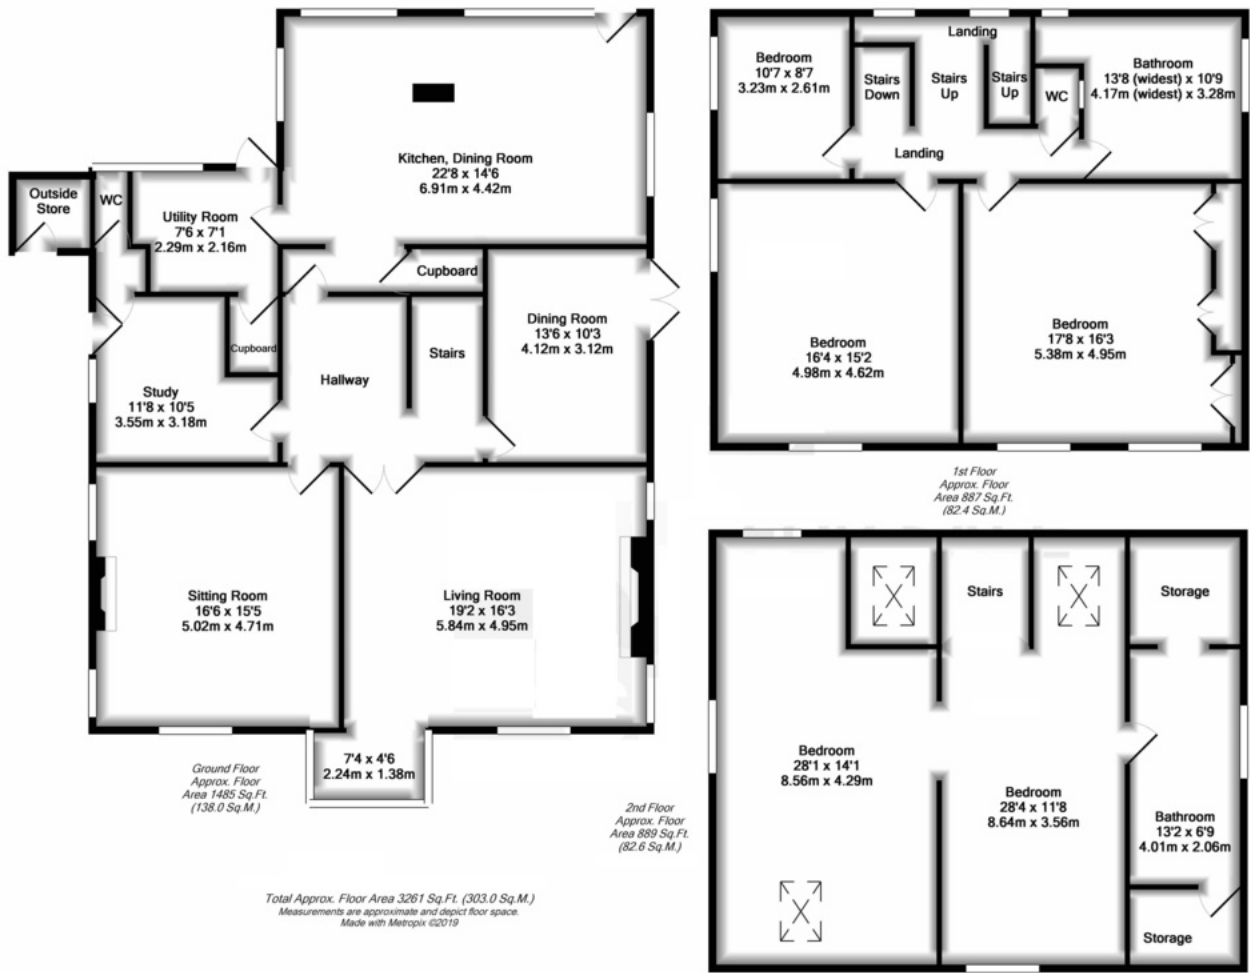 Kitchen, Dining Room
22'8 x 14'6
6.91m x 4.42m
Outside
Store
WC
Utility Room
7'6 x 7'1
2.29m x 2.16m
Cupboard
Dining Room
13'6 x 10'3
4.12m x 3.12m
Cupboard
Stairs
Hallway
Study
11'8 x 10'5
3.55m x 3.18m
Sitting Room
16'6 x 15'5
5.02m x 4.71m
Living Room
19'2 x 16'3
5.84m x 4.95m
7'4 x 4'6
2.24m x 1.38m
Ground Floor
Approx. Floor
Area 1485 Sq.Ft.
(138.0 Sq.M.)
Landing
Bedroom
10'7 x 8'7
3.23m x 2.61m
Stairs
Down
Stairs
Up
Stairs
Up
WC
Bathroom
13'8 (widest) x 10'9
4.17m (widest) x 3.28m
Landing
Bedroom
16'4 x 15'2
4.98m x 4.62m
Bedroom
17'8 x 16'3
5.38m x 4.95m
1st Floor
Approx. Floor
Area 887 Sq.Ft.
(82.4 Sq.M.)
Stairs
Storage
Bedroom
28'1 x 14'1
8.56m x 4.29m
Bedroom
28'4 x 11'8
8.64m x 3.56m
Bathroom
13'2 x 6'9
4.01m x 2.06m
Storage
2nd Floor
Approx. Floor
Area 889 Sq.Ft.
(82.6 Sq.M.)
Total Approx. Floor Area 3261 Sq.Ft. (303.0 Sq.M.)
Measurements are approximate and depict floor space.
Made with Metropix ©2019